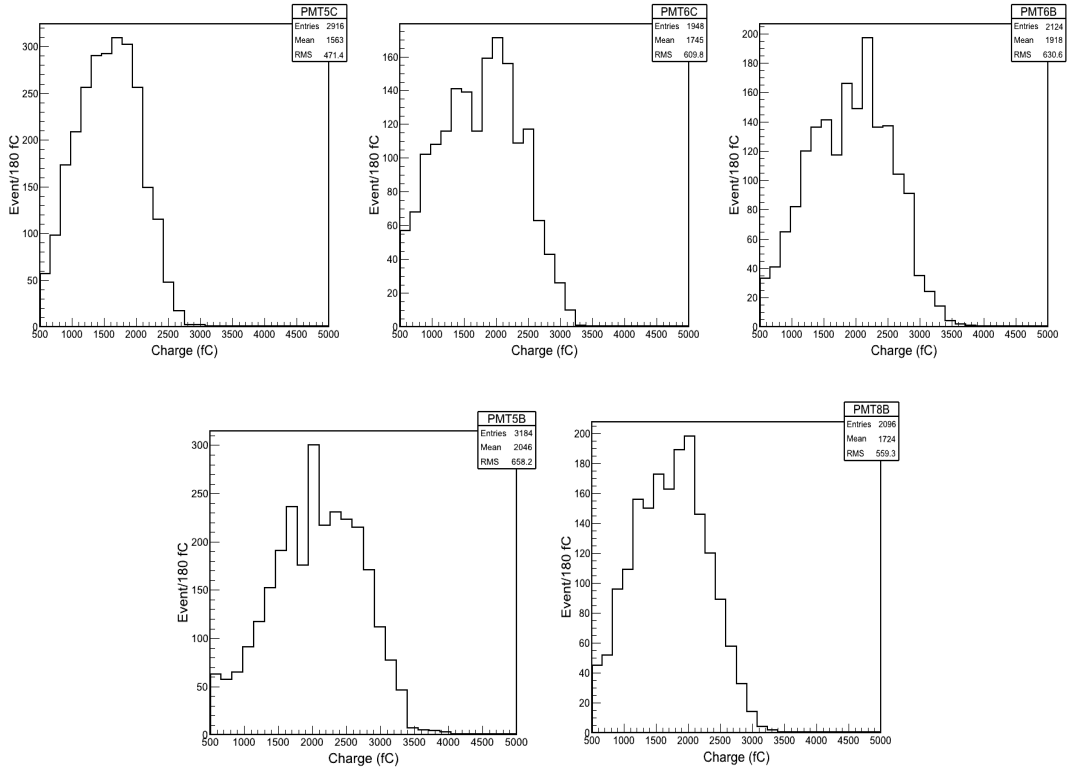 PMT5C
Entries 2916
Mean 1563
RMS 471.4
Event/180 fC
300
250
200
150
100
50
0
500 1000 1500 2000 2500 3000 3500 4000 4500 5000
Charge (fC)
PMT6C
Entries 1948
Mean 1745
RMS 609.8
Event/180 fC
160
140
120
100
80
60
40
20
0
500 1000 1500 2000 2500 3000 3500 4000 4500 5000
Charge (fC)
PMT6B
Entries 2124
Mean 1918
RMS 630.6
Event/180 fC
200
180
160
140
120
100
80
60
40
20
0
500 1000 1500 2000 2500 3000 3500 4000 4500 5000
Charge (fC)
PMT5B
Entries 3184
Mean 2046
RMS 658.2
Event/180 fC
300
250
200
150
100
50
0
500 1000 1500 2000 2500 3000 3500 4000 4500 5000
Charge (fC)
PMT8B
Entries 2096
Mean 1724
RMS 559.3
Event/180 fC
200
180
160
140
120
100
80
60
40
20
0
500 1000 1500 2000 2500 3000 3500 4000 4500 5000
Charge (fC)